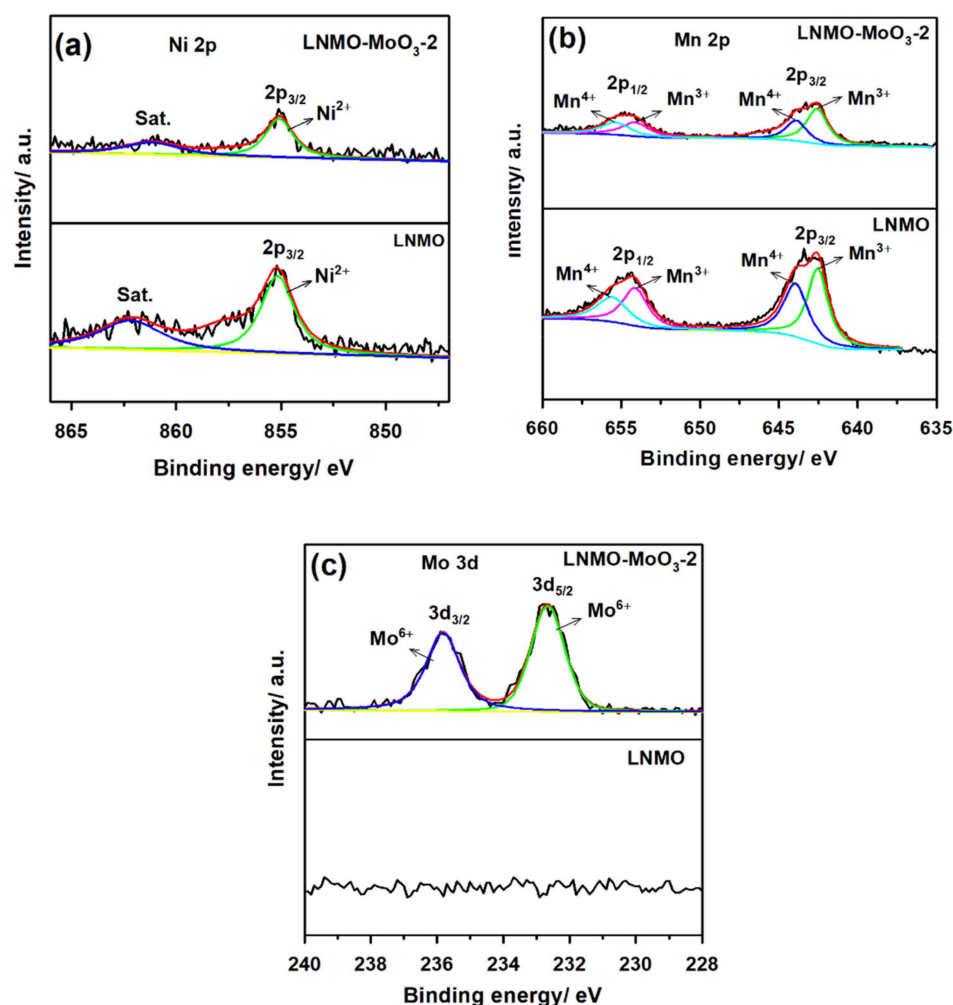 (a) Ni 2p LNMO-MoO₃-2
2p₃/₂
Ni²⁺
Sat.
LNMO
2p₃/₂
Ni²⁺
Sat.
Intensity/ a.u.
865 860 855 850
Binding energy/ eV
(b) Mn 2p LNMO-MoO₃-2
2p₁/₂ 2p₃/₂
Mn⁴⁺ Mn³⁺ Mn⁴⁺ Mn³⁺
LNMO
2p₁/₂ 2p₃/₂
Mn⁴⁺ Mn³⁺ Mn⁴⁺ Mn³⁺
Intensity/ a.u.
660 655 650 645 640 635
Binding energy/ eV
(c) Mo 3d LNMO-MoO₃-2
3d₃/₂ 3d₅/₂
Mo⁶⁺ Mo⁶⁺
LNMO
Intensity/ a.u.
240 238 236 234 232 230 228
Binding energy/ eV